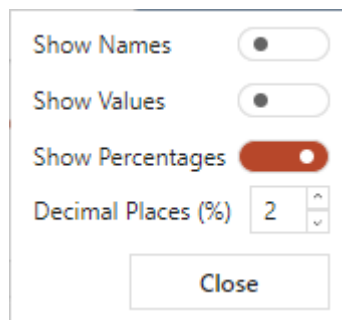 Show Names
Show Values
Show Percentages
Decimal Places (%) 2
Close